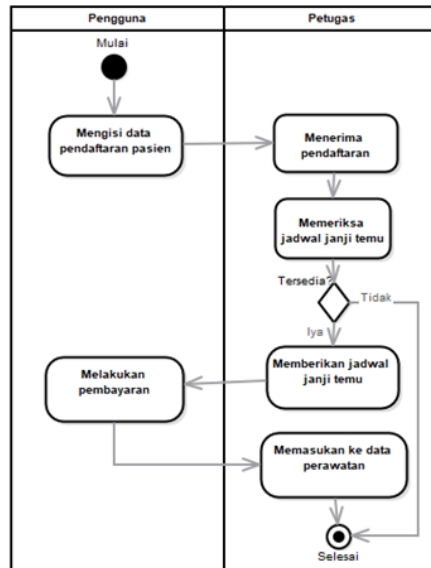 Pengguna
Petugas
Mulai
Mengisi data
pendaftaran pasien
Menerima
pendaftaran
Memeriksa
jadwal janji temu
Tersedia?
Tidak
Iya
Memberikan jadwal
janji temu
Melakukan
pembayaran
Memasukan ke data
perawatan
Selesai